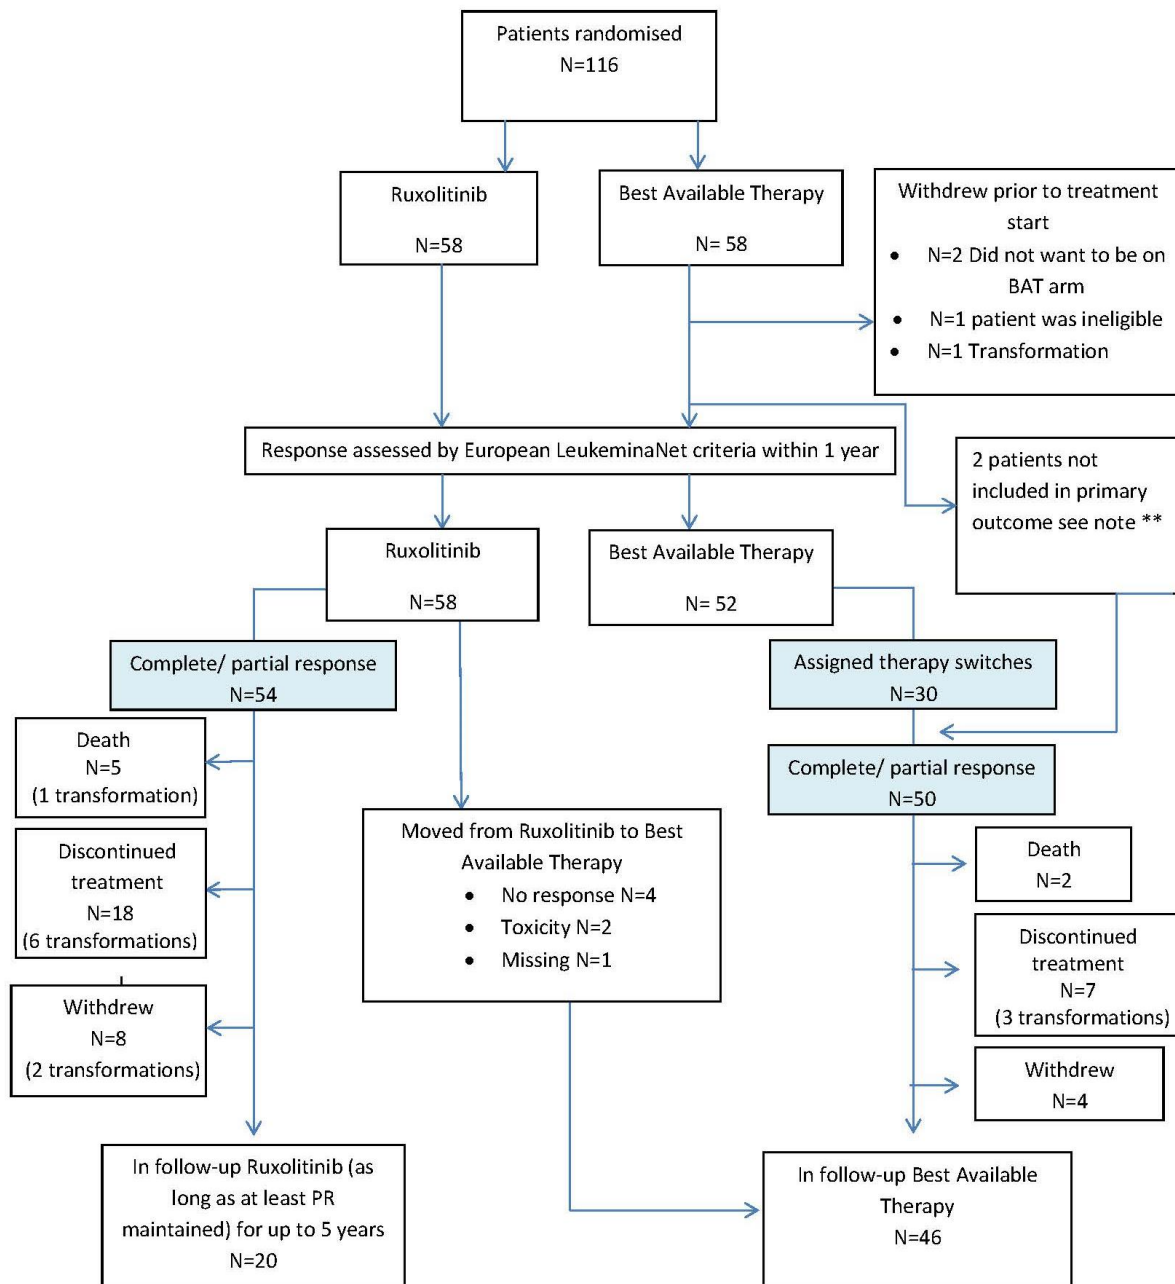 Patients randomised
N=116
Ruxolitinib
N=58
Best Available Therapy
N= 58
Withdrew prior to treatment
start
• N=2 Did not want to be on
BAT arm
• N=1 patient was ineligible
• N=1 Transformation
Response assessed by European LeukeminaNet criteria within 1 year
2 patients not
included in primary
outcome see note **
Ruxolitinib
N=58
Best Available Therapy
N= 52
Complete/ partial response
N=54
Assigned therapy switches
N=30
Death
N=5
(1 transformation)
Complete/ partial response
N=50
Discontinued
treatment
N=18
(6 transformations)
Moved from Ruxolitinib to Best
Available Therapy
• No response N=4
• Toxicity N=2
• Missing N=1
Death
N=2
Discontinued
treatment
N=7
(3 transformations)
Withdrew
N=8
(2 transformations)
Withdrew
N=4
In follow-up Ruxolitinib (as
long as at least PR
maintained) for up to 5 years
N=20
In follow-up Best Available
Therapy
N=46